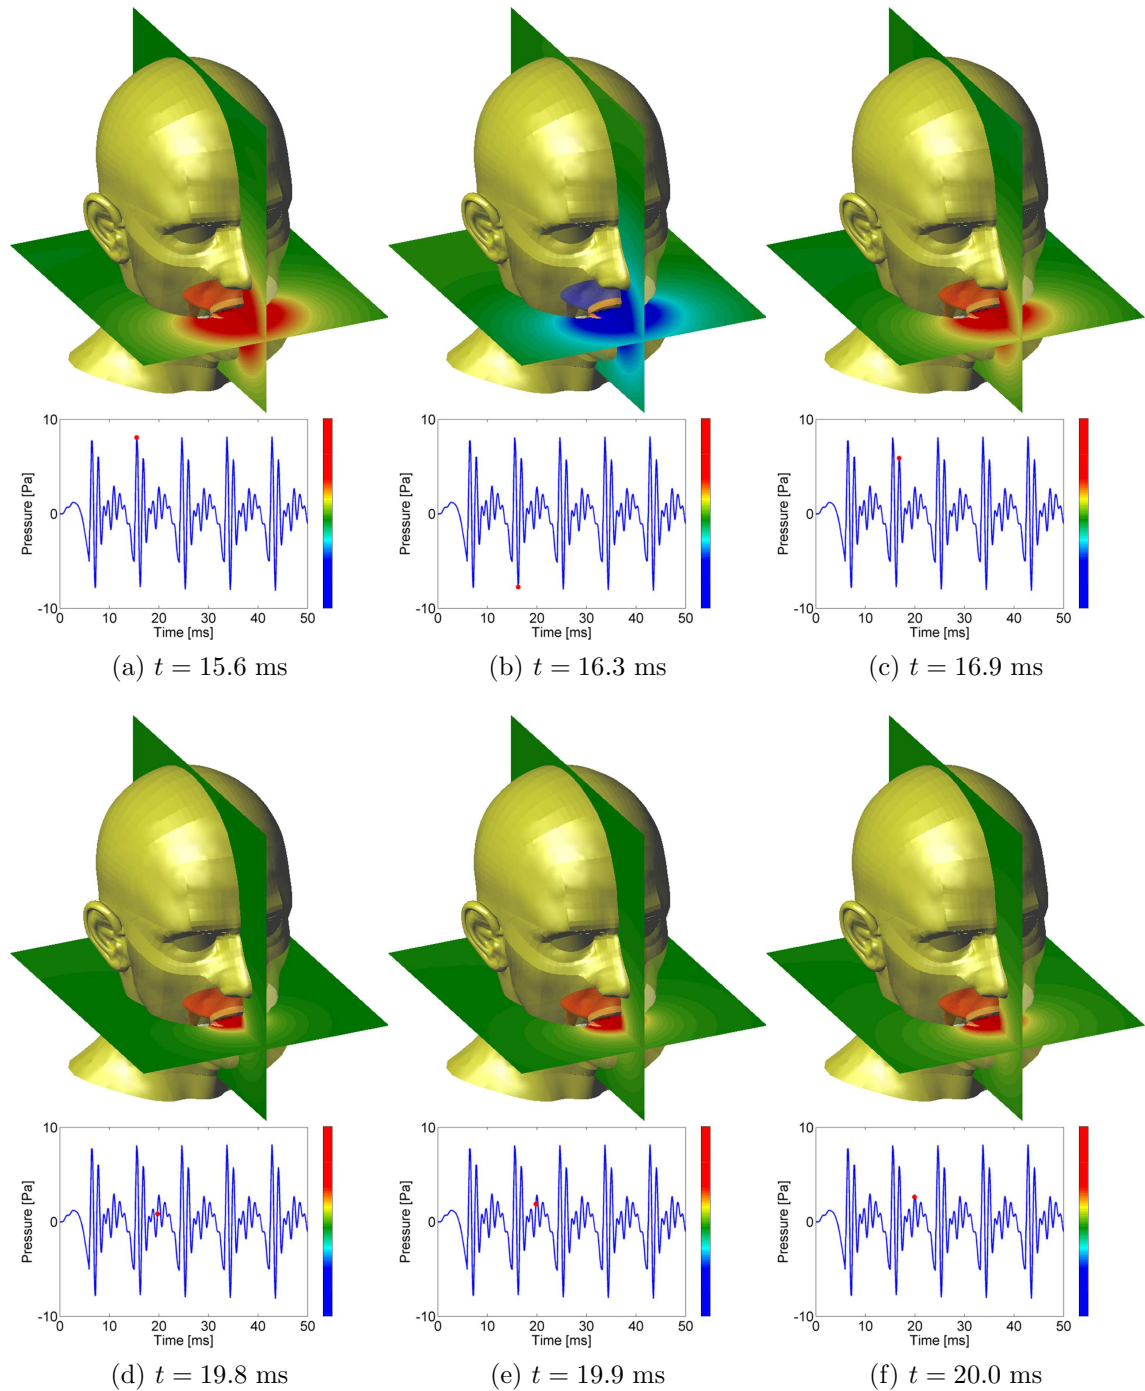 10 10 10
Pressure [Pa] Pressure [Pa] Pressure [Pa]
0 0 0
-10 -10 -10
0 10 20 30 40 50 0 10 20 30 40 50 0 10 20 30 40 50
Time [ms] Time [ms] Time [ms]
(a) t = 15.6 ms (b) t = 16.3 ms (c) t = 16.9 ms
10 10 10
Pressure [Pa] Pressure [Pa] Pressure [Pa]
0 0 0
-10 -10 -10
0 10 20 30 40 50 0 10 20 30 40 50 0 10 20 30 40 50
Time [ms] Time [ms] Time [ms]
(d) t = 19.8 ms (e) t = 19.9 ms (f) t = 20.0 ms